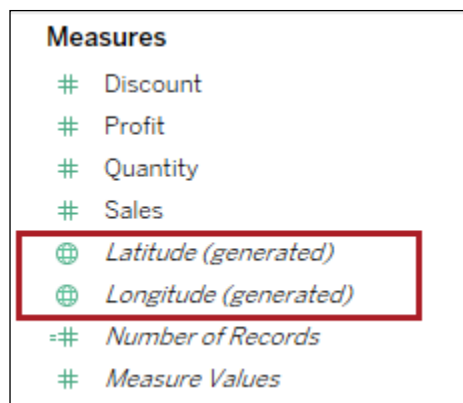 Measures
# Discount
# Profit
# Quantity
# Sales
Latitude (generated)
Longitude (generated)
=# Number of Records
# Measure Values